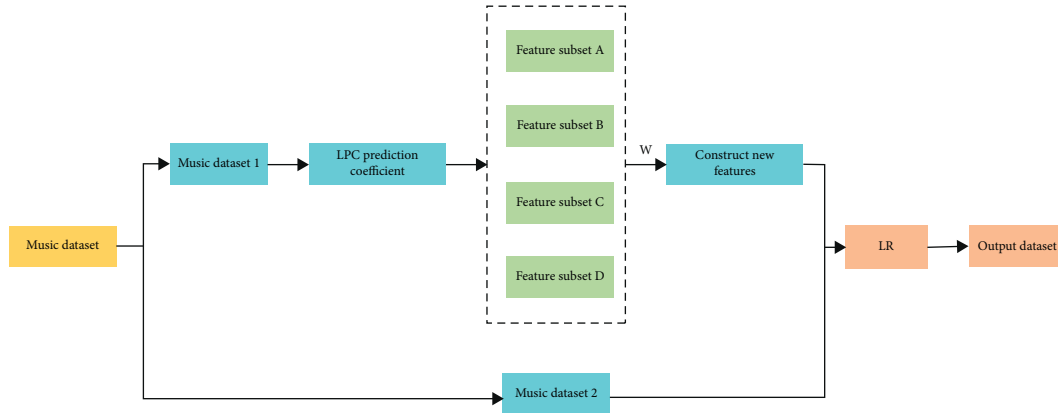 Music dataset
Music dataset 1
LPC prediction
coefficient
Feature subset A
Feature subset B
Feature subset C
Feature subset D
W
Construct new
features
Music dataset 2
LR
Output dataset